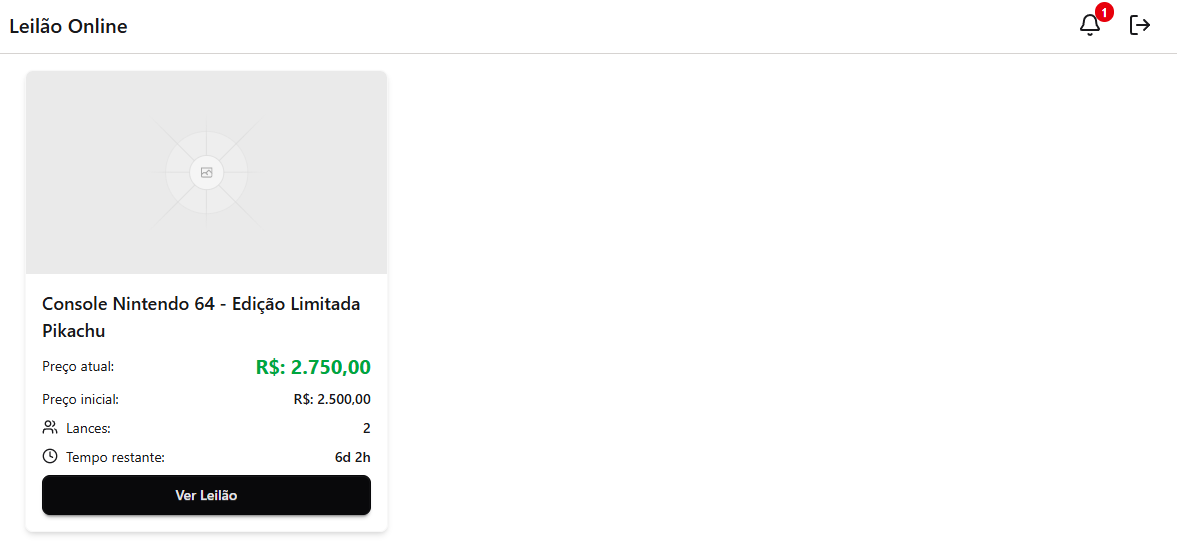 Leilão Online
1
Console Nintendo 64 - Edição Limitada
Pikachu
Preço atual: R$: 2.750,00
Preço inicial: R$: 2.500,00
Lances: 2
Tempo restante: 6d 2h
Ver Leilão